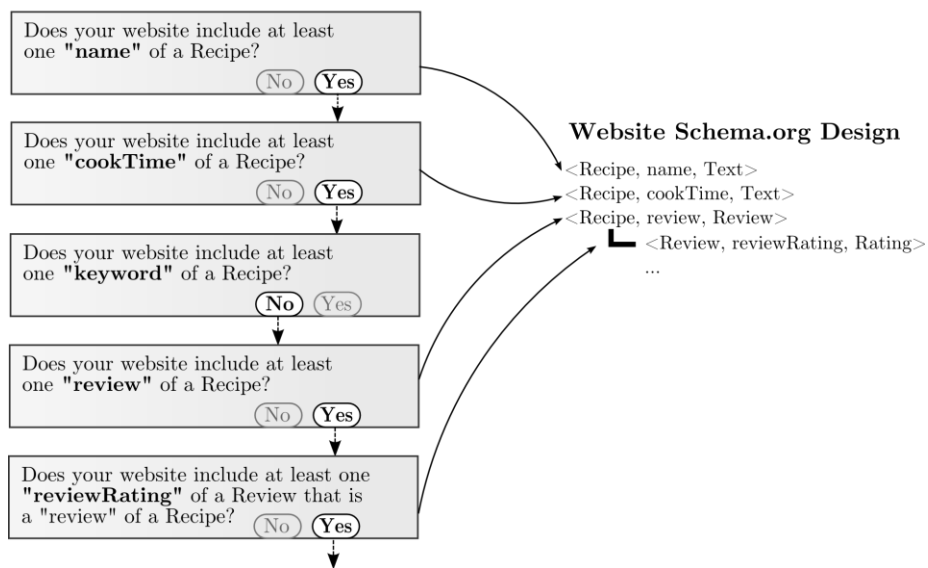 Does your website include at least
one "name" of a Recipe?
No Yes
Does your website include at least
one "cookTime" of a Recipe?
No Yes
Does your website include at least
one "keyword" of a Recipe?
No Yes
Does your website include at least
one "review" of a Recipe?
No Yes
Does your website include at least one
"reviewRating" of a Review that is
a "review" of a Recipe?
No Yes
Website Schema.org Design
<Recipe, name, Text>
<Recipe, cookTime, Text>
<Recipe, review, Review>
<Review, reviewRating, Rating>
...